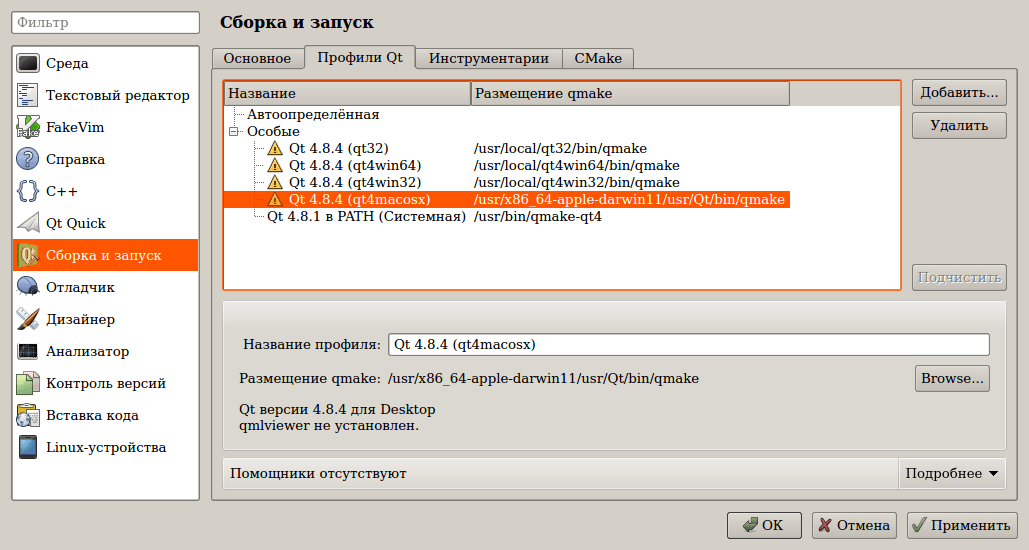 Фильтр
Сборка и запуск
Среда
Текстовый редактор
FakeVim
Справка
C++
Qt Quick
Сборка и запуск
Отладчик
Дизайнер
Анализатор
Контроль версий
Вставка кода
Linux-устройства
Основное Профили Qt Инструментарии CMake
Название Размещение qmake
Автоопределённая
Особые
Qt 4.8.4 (qt32) /usr/local/qt32/bin/qmake
Qt 4.8.4 (qt4win64) /usr/local/qt4win64/bin/qmake
Qt 4.8.4 (qt4win32) /usr/local/qt4win32/bin/qmake
Qt 4.8.4 (qt4macosx) /usr/x86_64-apple-darwin11/usr/Qt/bin/qmake
Qt 4.8.1 в PATH (Системная) /usr/bin/qmake-qt4
Добавить...
Удалить
Подчистить
Название профиля: Qt 4.8.4 (qt4macosx)
Размещение qmake: /usr/x86_64-apple-darwin11/usr/Qt/bin/qmake Browse...
Qt версии 4.8.4 для Desktop
qmlviewer не установлен.
Помощники отсутствуют Подробнее
OK Отмена Применить